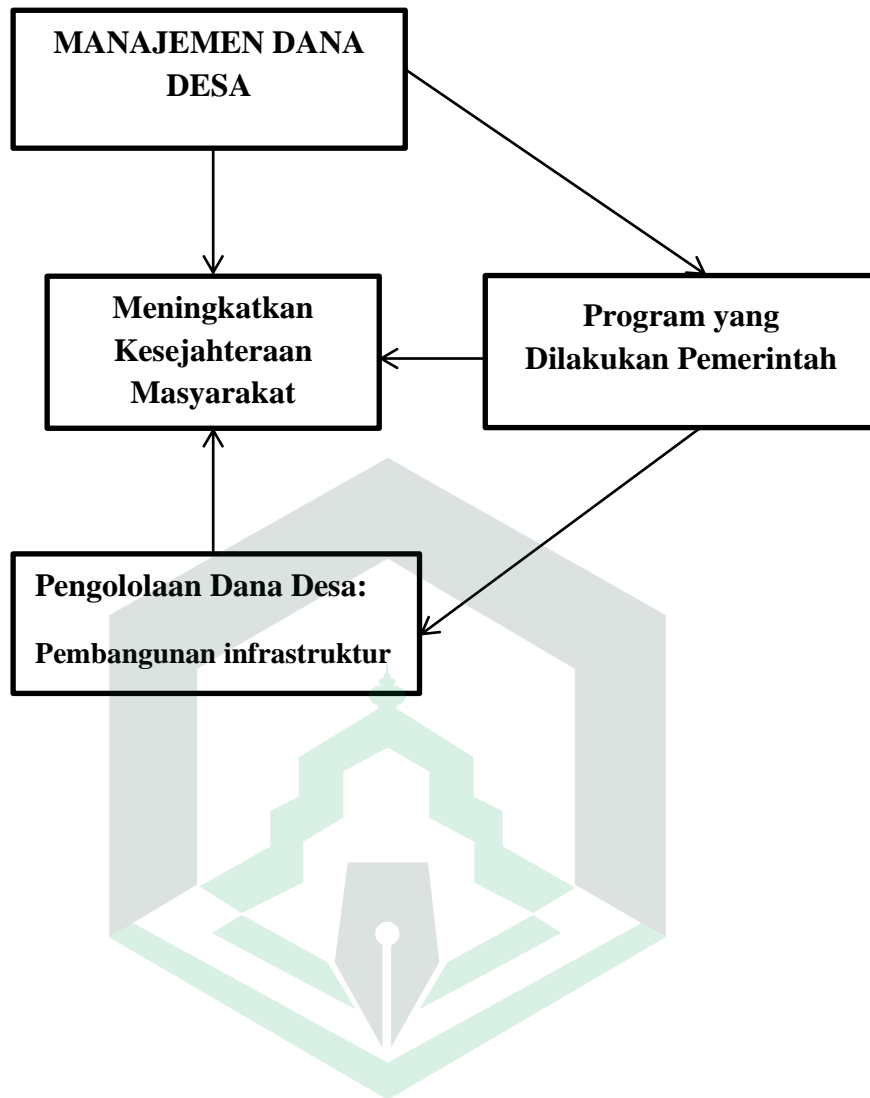 MANAJEMEN DANA
DESA
Meningkatkan
Kesejahteraan
Masyarakat
Program yang
Dilakukan Pemerintah
Pengololaan Dana Desa:
Pembangunan infrastruktur